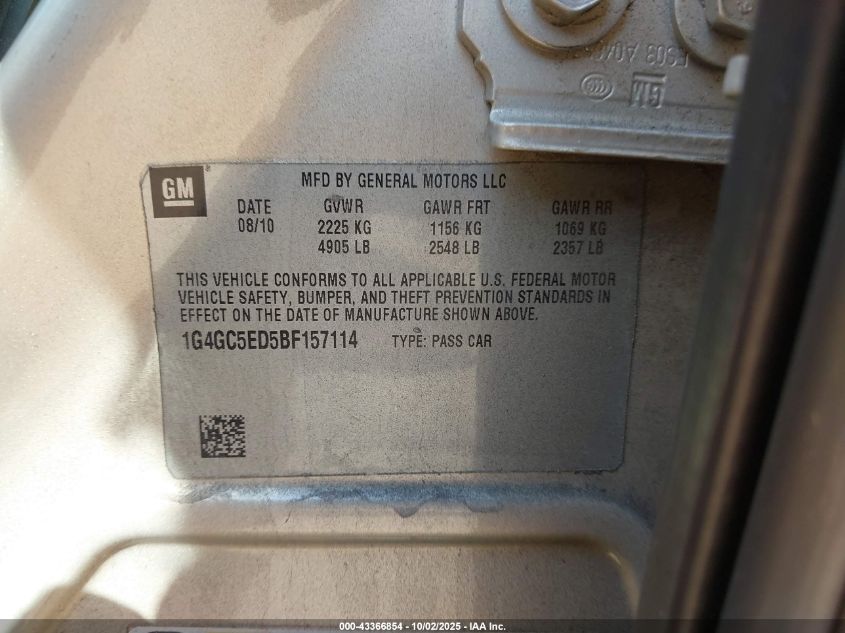 GM
GM
MFD BY GENERAL MOTORS LLC
DATE GVWR GAWR FRT GAWR RR
08/10 2225 KG 1156 KG 1069 KG
4905 LB 2548 LB 2357 LB
THIS VEHICLE CONFORMS TO ALL APPLICABLE U.S. FEDERAL MOTOR
VEHICLE SAFETY, BUMPER, AND THEFT PREVENTION STANDARDS IN
EFFECT ON THE DATE OF MANUFACTURE SHOWN ABOVE.
1G4GC5ED5BF157114 TYPE: PASS CAR
000-43366854 - 10/02/2025 - IAA Inc.